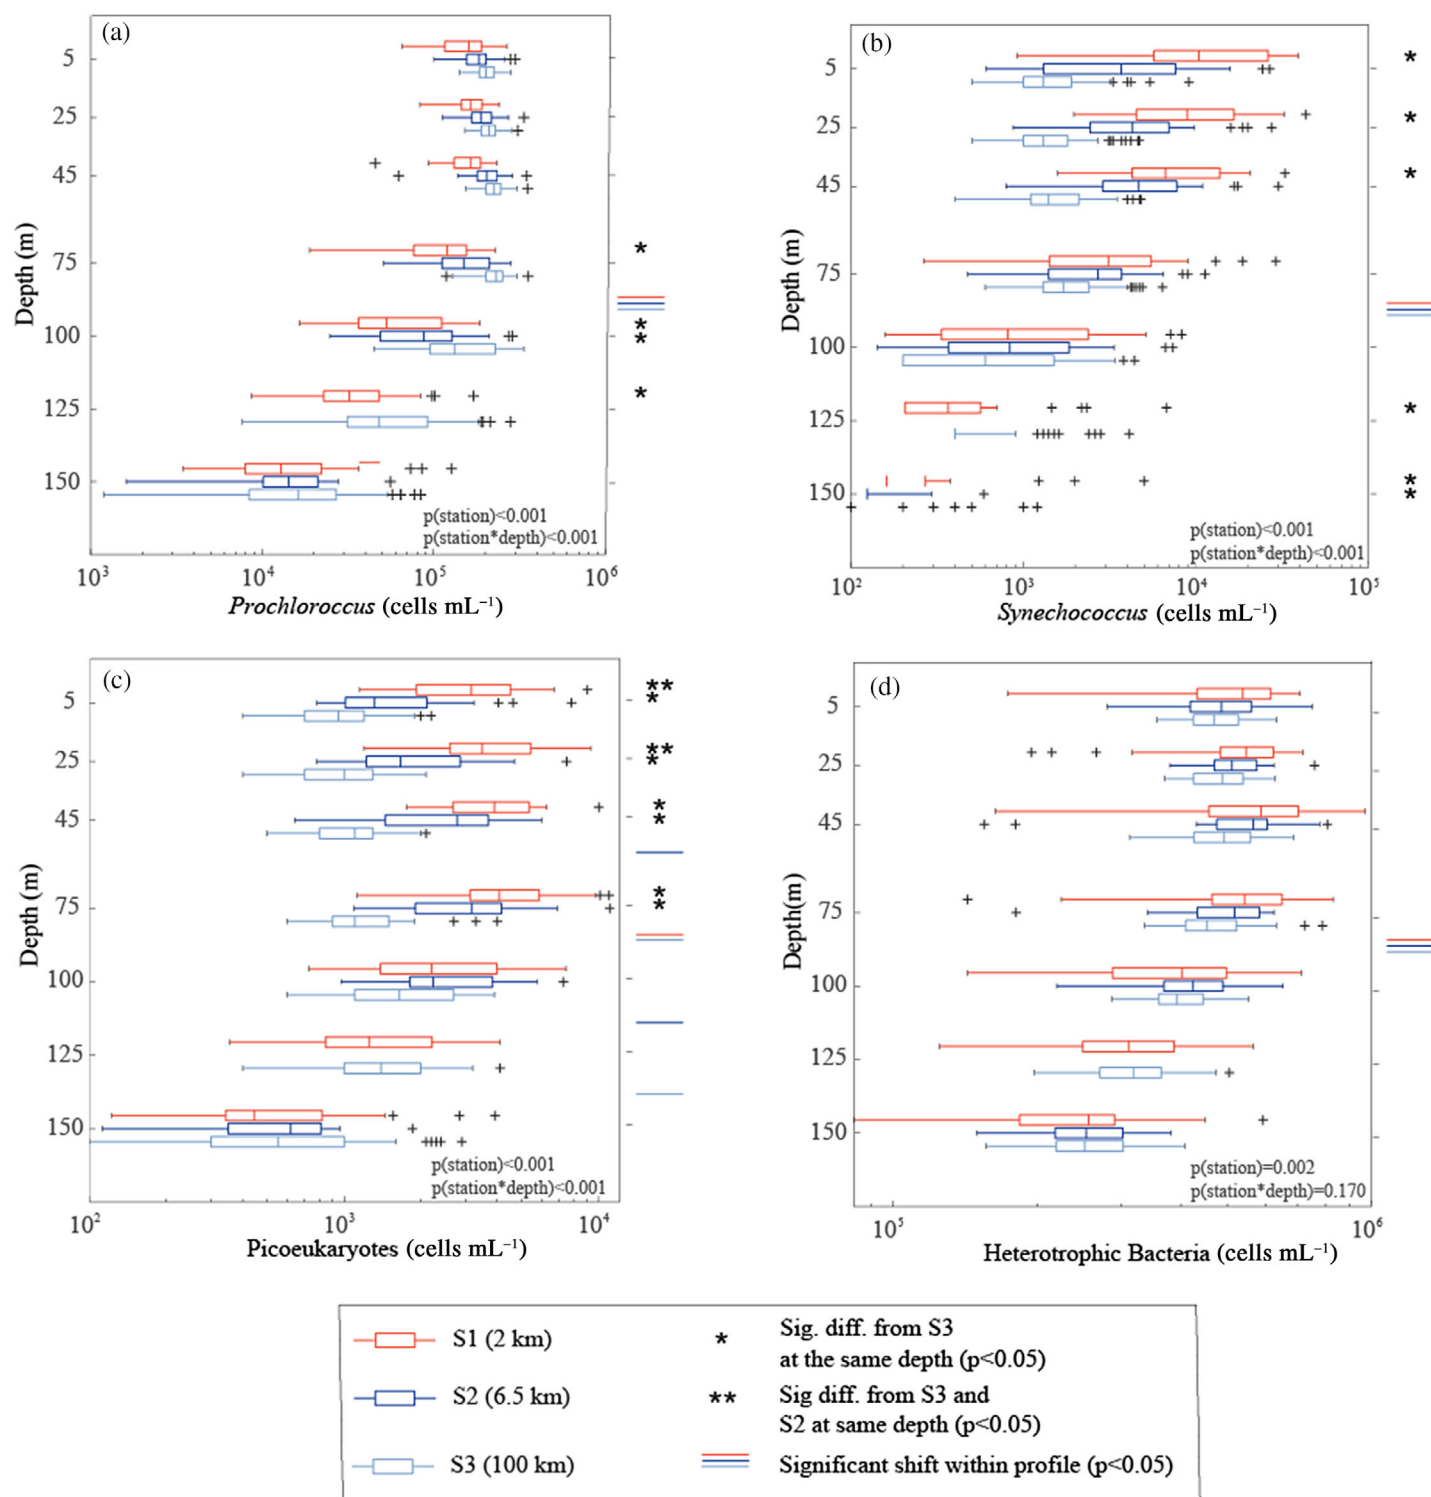 (a)
Depth (m)
5
25
45
75
100
125
150
*
*
*
*
p(station)<0.001
p(station*depth)<0.001
10³ 10⁴ 10⁵ 10⁶
Prochloroccus (cells mL⁻¹)
(b)
Depth (m)
5
25
45
75
100
125
150
*
*
*
*
*
*
p(station)<0.001
p(station*depth)<0.001
10² 10³ 10⁴ 10⁵
Synechococcus (cells mL⁻¹)
(c)
Depth (m)
5
25
45
75
100
125
150
**
*
**
*
*
*
*
*
p(station)<0.001
p(station*depth)<0.001
10² 10³ 10⁴
Picoeukaryotes (cells mL⁻¹)
(d)
Depth(m)
5
25
45
75
100
125
150
p(station)=0.002
p(station*depth)=0.170
10⁵ 10⁶
Heterotrophic Bacteria (cells mL⁻¹)
S1 (2 km)
S2 (6.5 km)
S3 (100 km)
* Sig. diff. from S3
at the same depth (p<0.05)
** Sig diff. from S3 and
S2 at same depth (p<0.05)
Significant shift within profile (p<0.05)